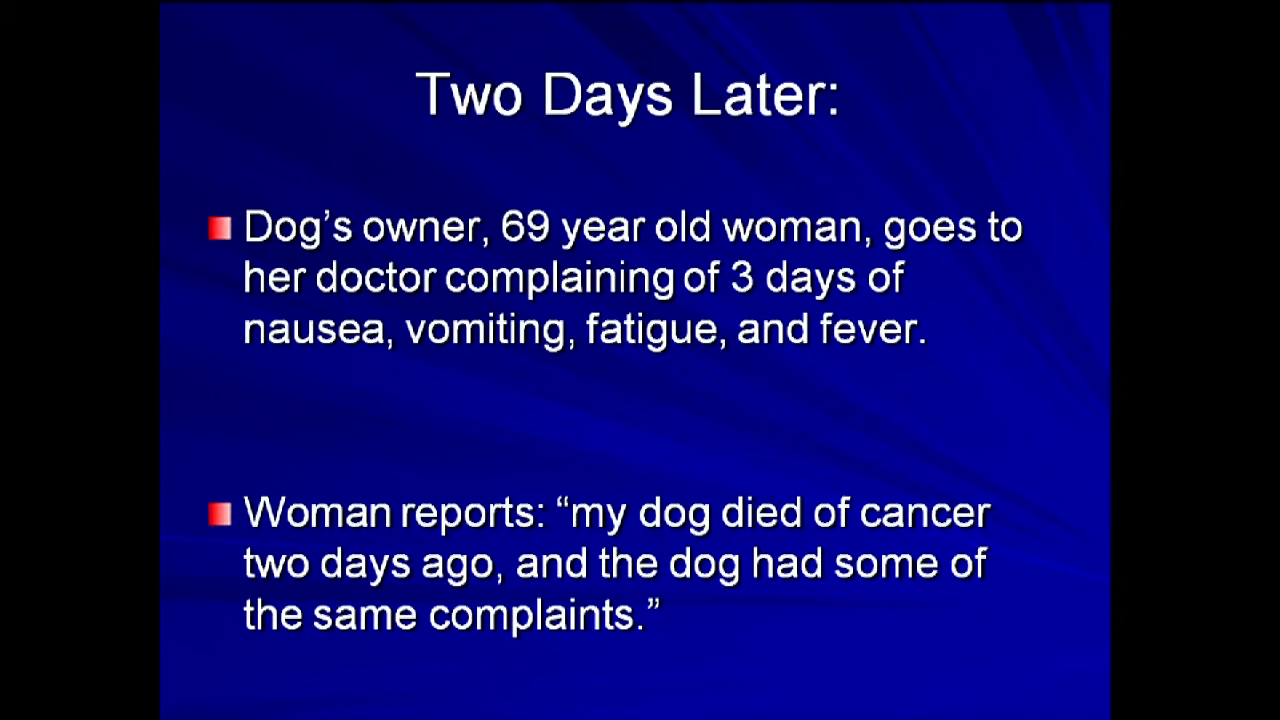 Two Days Later:
Dog’s owner, 69 year old woman, goes to
her doctor complaining of 3 days of
nausea, vomiting, fatigue, and fever.
Woman reports: “my dog died of cancer
two days ago, and the dog had some of
the same complaints.”